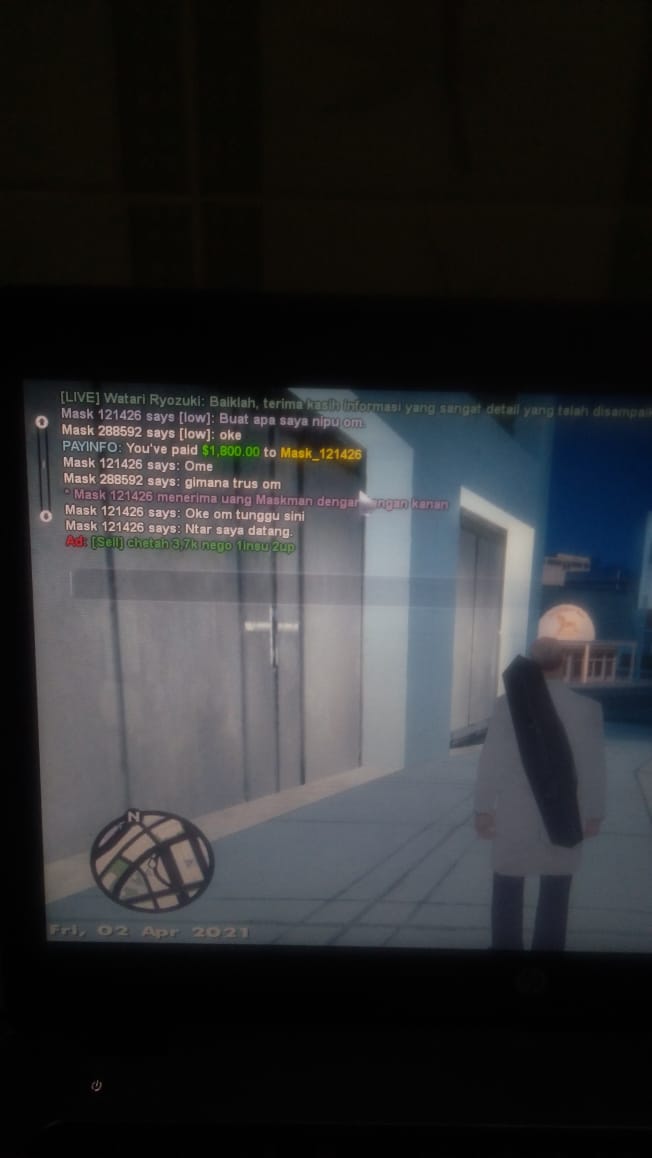 [LIVE] Watari Ryozuki: Baiklah, terima kasih informasi yang sangat detail yang telah disampai
Mask 121426 says [low]: Buat apa saya nipu om.
Mask 288592 says [low]: oke
PAYINFO: You've paid $1,800.00 to Mask_121426
Mask 121426 says: Ome
Mask 288592 says: gimana trus om
* Mask 121426 menerima uang Maskman dengan kanan
Mask 121426 says: Oke om tunggu sini
Mask 121426 says: Ntar saya datang.
Ad: [Sell] chetah 3,7k nego 1insu 2up
N
Fri, 02 Apr 2021